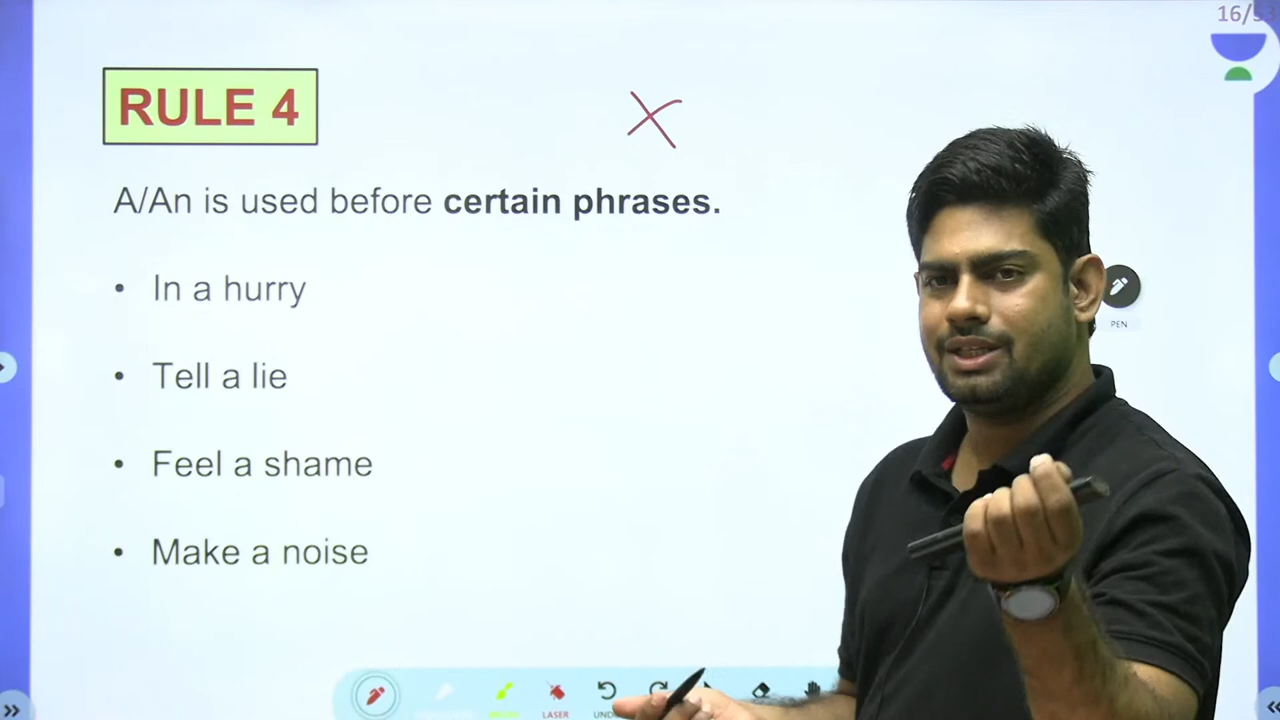 16/53
RULE 4
A/An is used before certain phrases.
• In a hurry
• Tell a lie
• Feel a shame
• Make a noise
PEN
LASER